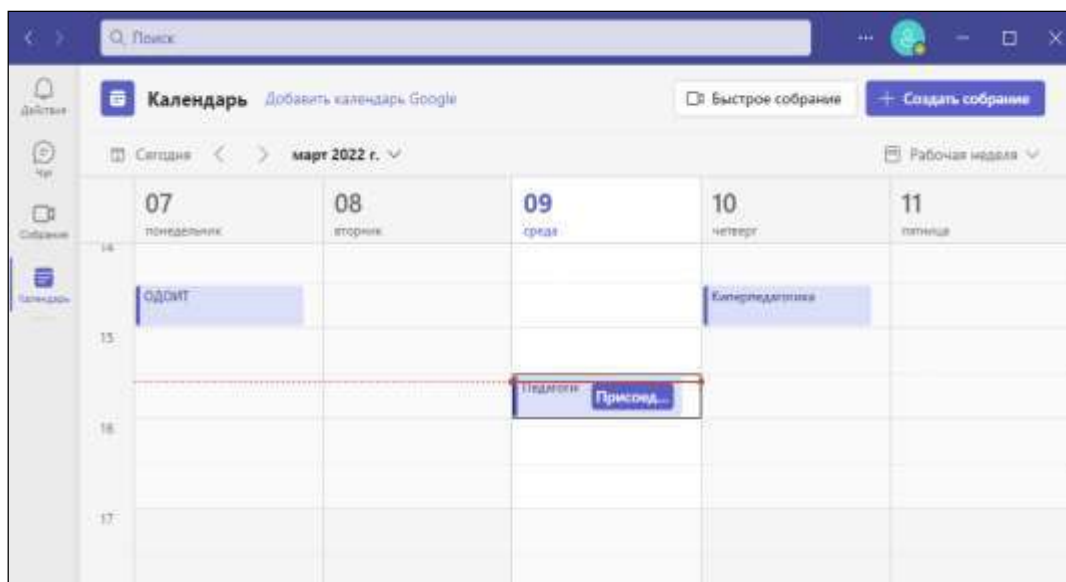 Поиск
Действия
Календарь Добавить календарь Google Быстрое собрание + Создать собрание
Чат
Сегодня март 2022 г. Рабочая неделя
Собрания
07 08 09 10 11
понедельник вторник среда четверг пятница
14
Календарь
ОДОИТ Киперпедагогика
15
Педагоги Присоед...
16
17